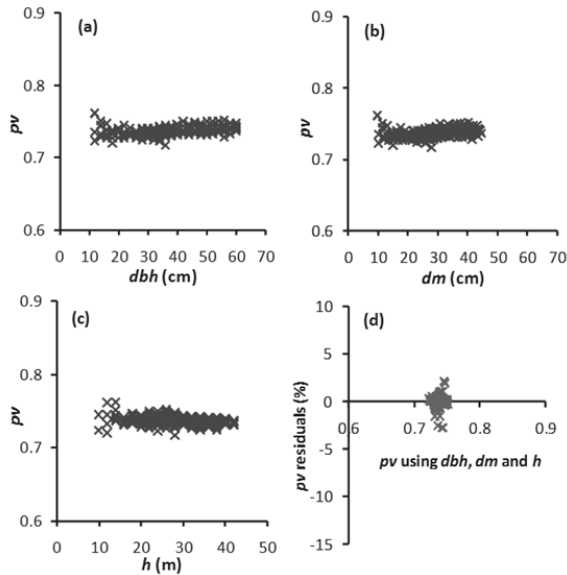 (a)
pv
0.9
0.8
0.7
0.6
0 10 20 30 40 50 60 70
dbh (cm)
(b)
pv
0.9
0.8
0.7
0.6
0 10 20 30 40 50 60 70
dm (cm)
(c)
pv
0.9
0.8
0.7
0.6
0 10 20 30 40 50
h (m)
(d)
pv residuals (%)
10
5
0
-5
-10
-15
0.6 0.7 0.8 0.9
pv using dbh, dm and h